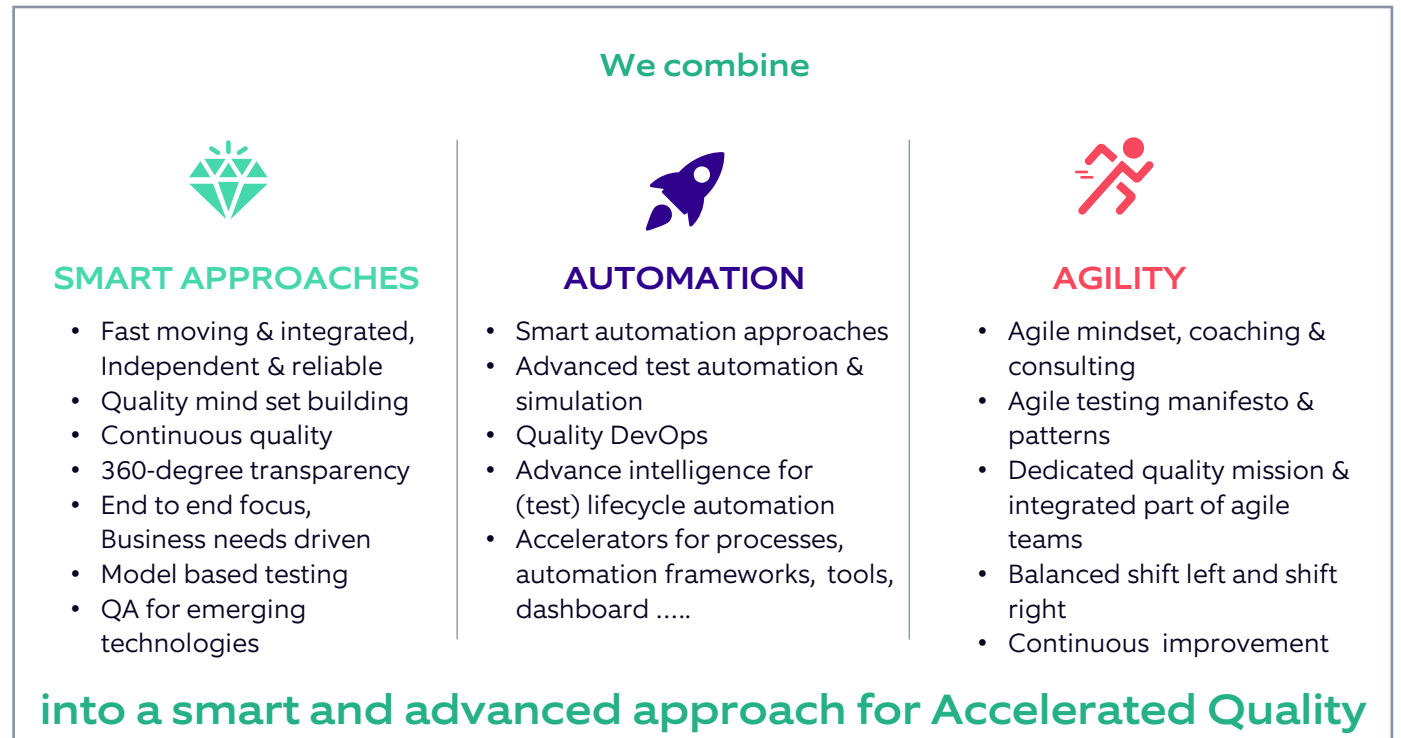 We combine
SMART APPROACHES
• Fast moving & integrated,
Independent & reliable
• Quality mind set building
• Continuous quality
• 360-degree transparency
• End to end focus,
Business needs driven
• Model based testing
• QA for emerging
technologies
AUTOMATION
• Smart automation approaches
• Advanced test automation &
simulation
• Quality DevOps
• Advance intelligence for
(test) lifecycle automation
• Accelerators for processes,
automation frameworks, tools,
dashboard .....
AGILITY
• Agile mindset, coaching &
consulting
• Agile testing manifesto &
patterns
• Dedicated quality mission &
integrated part of agile
teams
• Balanced shift left and shift
right
• Continuous improvement
into a smart and advanced approach for Accelerated Quality